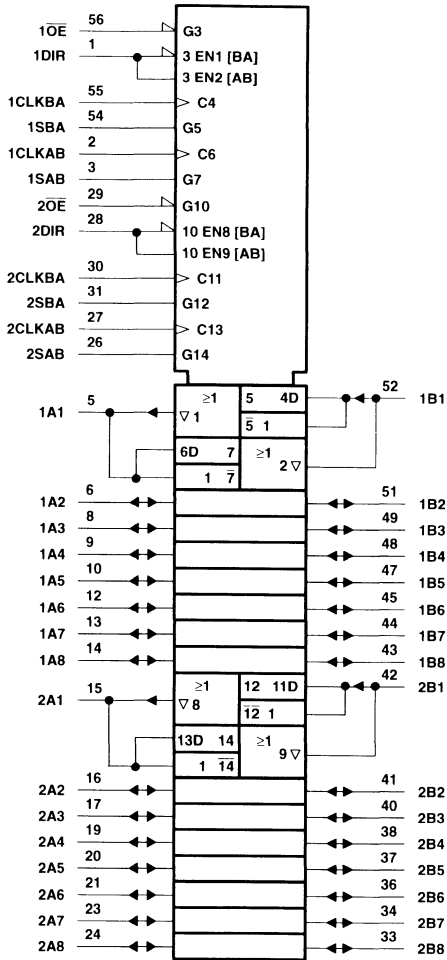 56
1O̅E̅ G3
1
1DIR 3 EN1 [BA]
3 EN2 [AB]
55
1CLKBA C4
54
1SBA G5
2
1CLKAB C6
3
1SAB G7
29
2O̅E̅ G10
28
2DIR 10 EN8 [BA]
10 EN9 [AB]
30
2CLKBA C11
31
2SBA G12
27
2CLKAB C13
26
2SAB G14
5 ≥1 5 4D 52
1A1 ▽ 1 5̅ 1 1B1
6D 7 ≥1
1 7̅ 2 ▽
6 51
1A2 1B2
8 49
1A3 1B3
9 48
1A4 1B4
10 47
1A5 1B5
12 45
1A6 1B6
13 44
1A7 1B7
14 43
1A8 1B8
15 ≥1 12 11D 42
2A1 ▽ 8 1̅2̅ 1 2B1
13D 14 ≥1
1 1̅4̅ 9 ▽
16 41
2A2 2B2
17 40
2A3 2B3
19 38
2A4 2B4
20 37
2A5 2B5
21 36
2A6 2B6
23 34
2A7 2B7
24 33
2A8 2B8